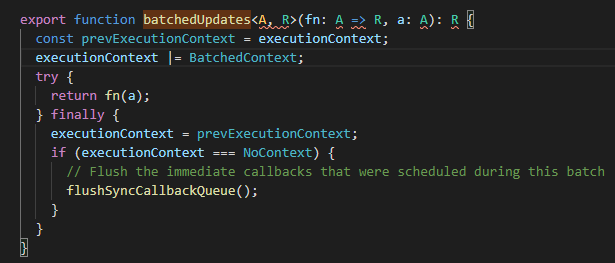 export function batchedUpdates<A, R>(fn: A => R, a: A): R {
  const prevExecutionContext = executionContext;
  executionContext |= BatchedContext;
  try {
    return fn(a);
  } finally {
    executionContext = prevExecutionContext;
    if (executionContext === NoContext) {
      // Flush the immediate callbacks that were scheduled during this batch
      flushSyncCallbackQueue();
    }
  }
}